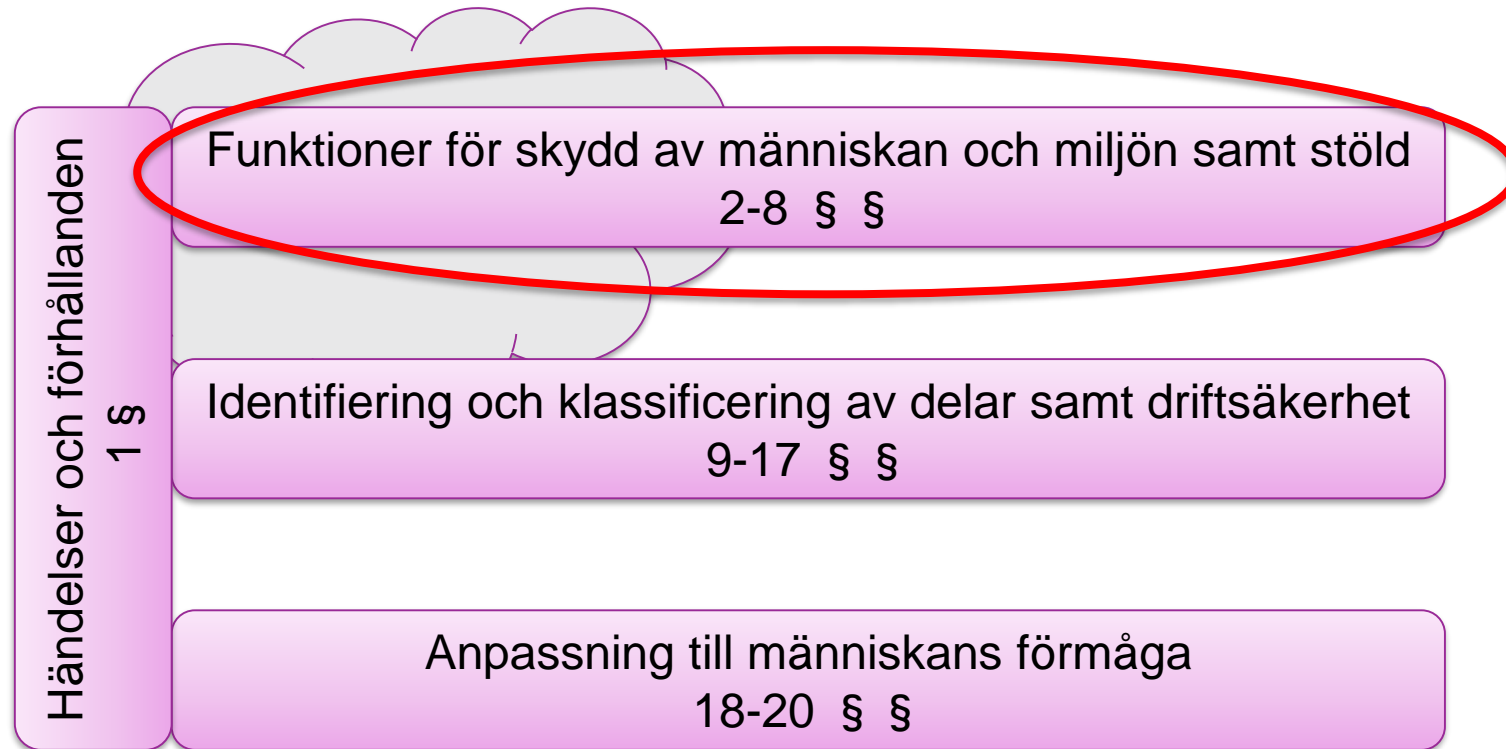 Händelser och förhållanden
1 §
Funktioner för skydd av människan och miljön samt stöld
2-8 § §
Identifiering och klassificering av delar samt driftsäkerhet
9-17 § §
Anpassning till människans förmåga
18-20 § §